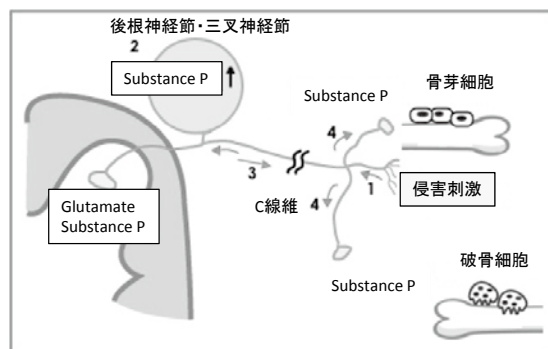 後根神経節・三叉神経節
2
Substance P
Substance P
骨芽細胞
4
3
1
侵害刺激
Glutamate
Substance P
C線維
4
Substance P
破骨細胞